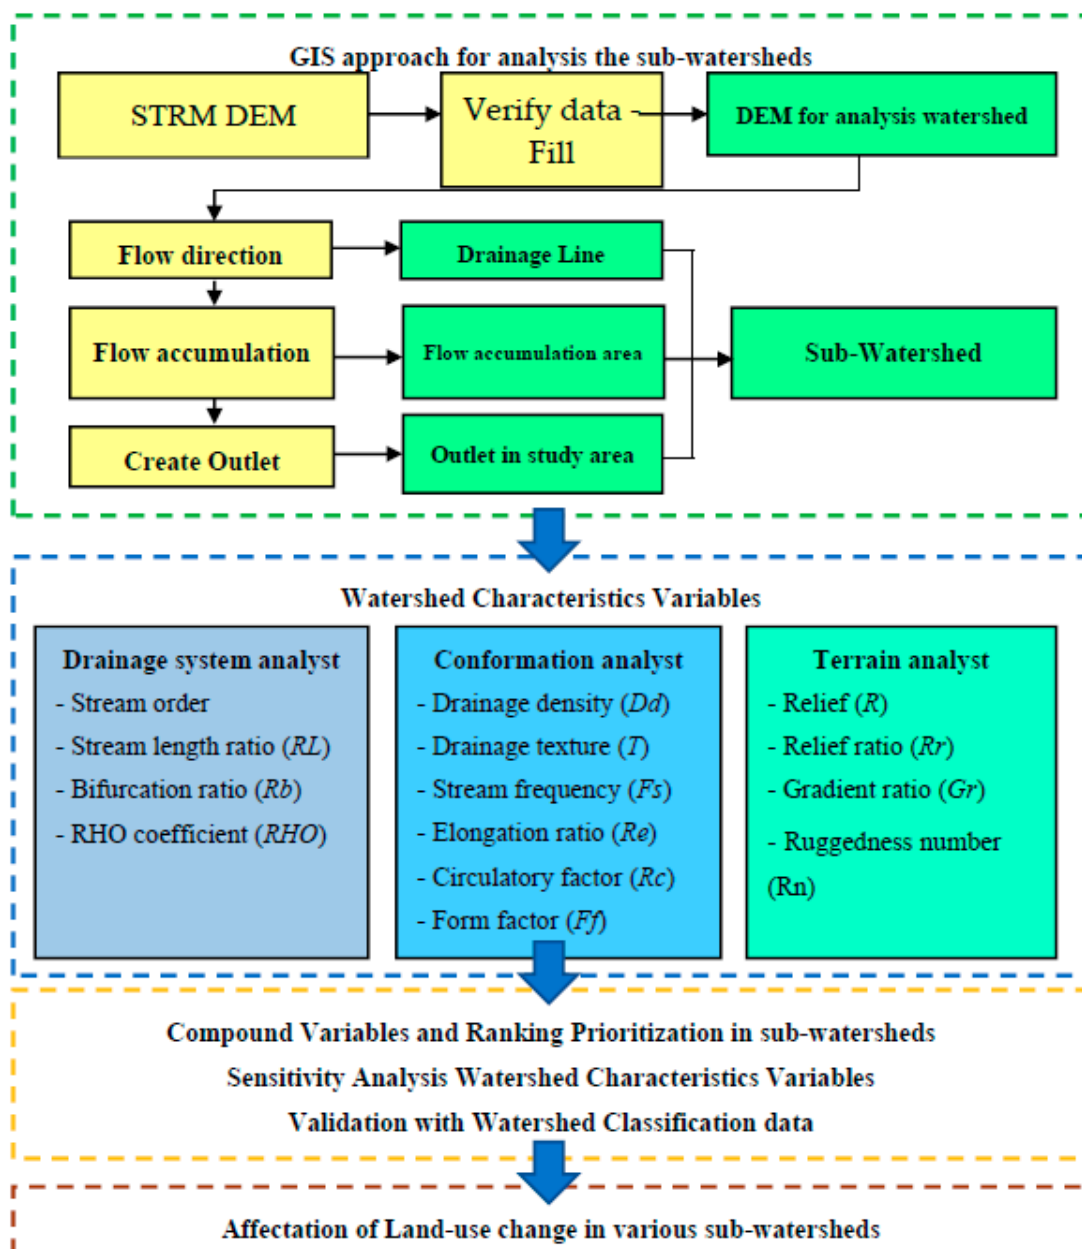 GIS approach for analysis the sub-watersheds
STRM DEM
Verify data -
Fill
DEM for analysis watershed
Flow direction
Drainage Line
Flow accumulation
Flow accumulation area
Sub-Watershed
Create Outlet
Outlet in study area
Watershed Characteristics Variables
Drainage system analyst
- Stream order
- Stream length ratio (RL)
- Bifurcation ratio (Rb)
- RHO coefficient (RHO)
Conformation analyst
- Drainage density (Dd)
- Drainage texture (T)
- Stream frequency (Fs)
- Elongation ratio (Re)
- Circulatory factor (Rc)
- Form factor (Ff)
Terrain analyst
- Relief (R)
- Relief ratio (Rr)
- Gradient ratio (Gr)
- Ruggedness number
(Rn)
Compound Variables and Ranking Prioritization in sub-watersheds
Sensitivity Analysis Watershed Characteristics Variables
Validation with Watershed Classification data
Affectation of Land-use change in various sub-watersheds